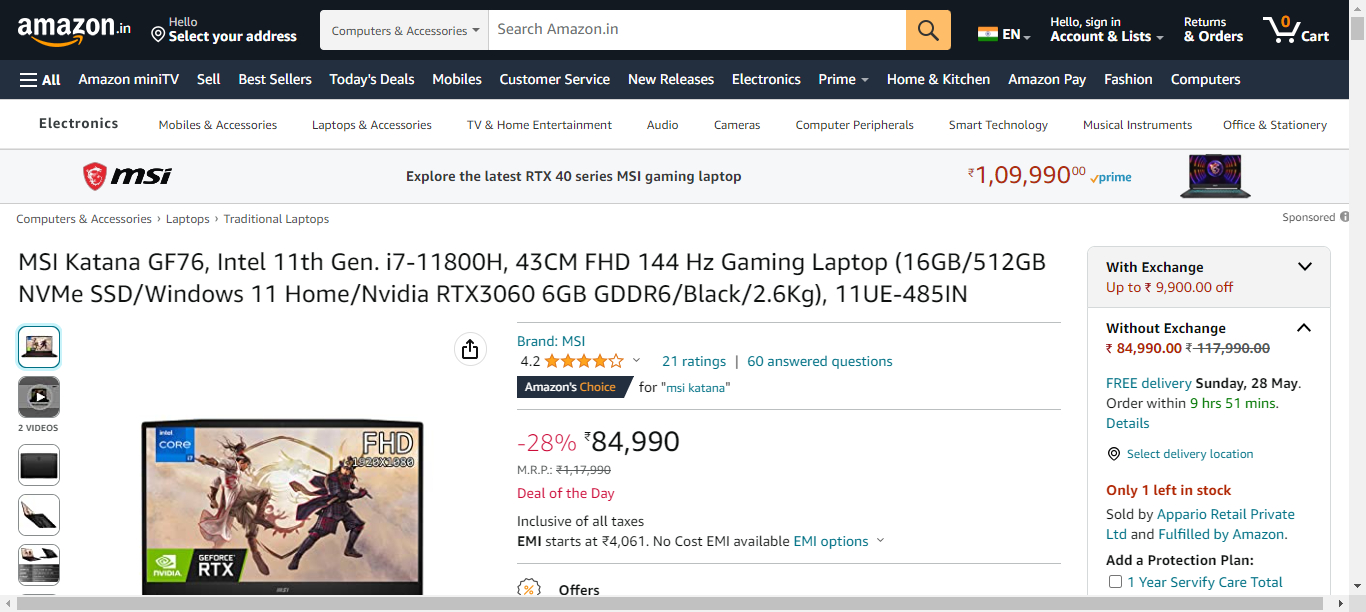 amazon.in
Hello
Select your address
Computers & Accessories
Search Amazon.in
EN
Hello, sign in
Account & Lists
Returns
& Orders
0
Cart
All Amazon miniTV Sell Best Sellers Today's Deals Mobiles Customer Service New Releases Electronics Prime Home & Kitchen Amazon Pay Fashion Computers
Electronics Mobiles & Accessories Laptops & Accessories TV & Home Entertainment Audio Cameras Computer Peripherals Smart Technology Musical Instruments Office & Stationery
msi
Explore the latest RTX 40 series MSI gaming laptop
₹1,09,99000 prime
Computers & Accessories › Laptops › Traditional Laptops
Sponsored
MSI Katana GF76, Intel 11th Gen. i7-11800H, 43CM FHD 144 Hz Gaming Laptop (16GB/512GB
NVMe SSD/Windows 11 Home/Nvidia RTX3060 6GB GDDR6/Black/2.6Kg), 11UE-485IN
2 VIDEOS
intel
CORE
i7
FHD
1920X1080
NVIDIA
GEFORCE
RTX
msi
Brand: MSI
4.2 21 ratings | 60 answered questions
Amazon's Choice for "msi katana"
-28% ₹84,990
M.R.P.: ₹1,17,990
Deal of the Day
Inclusive of all taxes
EMI starts at ₹4,061. No Cost EMI available EMI options
Offers
With Exchange
Up to ₹ 9,900.00 off
Without Exchange
₹ 84,990.00 ₹ 117,990.00
FREE delivery Sunday, 28 May.
Order within 9 hrs 51 mins.
Details
Select delivery location
Only 1 left in stock
Sold by Appario Retail Private
Ltd and Fulfilled by Amazon.
Add a Protection Plan:
1 Year Servify Care Total